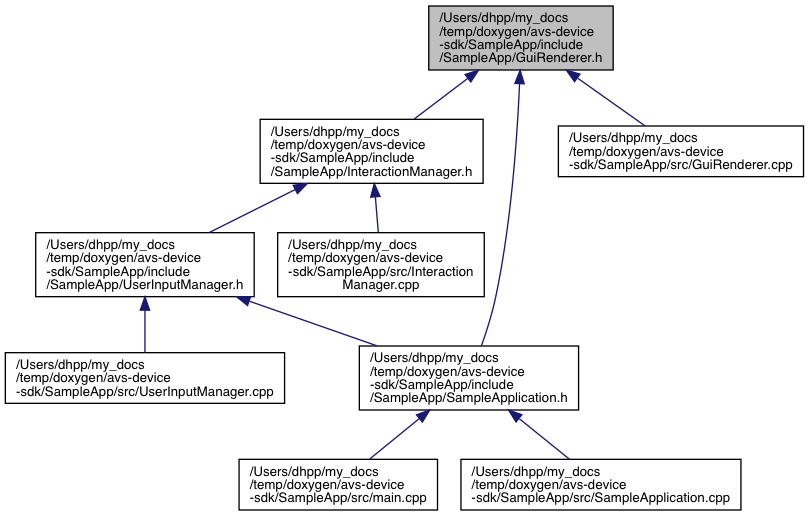 /Users/dhpp/my_docs
/temp/doxygen/avs-device
-sdk/SampleApp/include
/SampleApp/GuiRenderer.h
/Users/dhpp/my_docs
/temp/doxygen/avs-device
-sdk/SampleApp/include
/SampleApp/InteractionManager.h
/Users/dhpp/my_docs
/temp/doxygen/avs-device
-sdk/SampleApp/src/GuiRenderer.cpp
/Users/dhpp/my_docs
/temp/doxygen/avs-device
-sdk/SampleApp/include
/SampleApp/UserInputManager.h
/Users/dhpp/my_docs
/temp/doxygen/avs-device
-sdk/SampleApp/src/Interaction
Manager.cpp
/Users/dhpp/my_docs
/temp/doxygen/avs-device
-sdk/SampleApp/src/UserInputManager.cpp
/Users/dhpp/my_docs
/temp/doxygen/avs-device
-sdk/SampleApp/include
/SampleApp/SampleApplication.h
/Users/dhpp/my_docs
/temp/doxygen/avs-device
-sdk/SampleApp/src/main.cpp
/Users/dhpp/my_docs
/temp/doxygen/avs-device
-sdk/SampleApp/src/SampleApplication.cpp